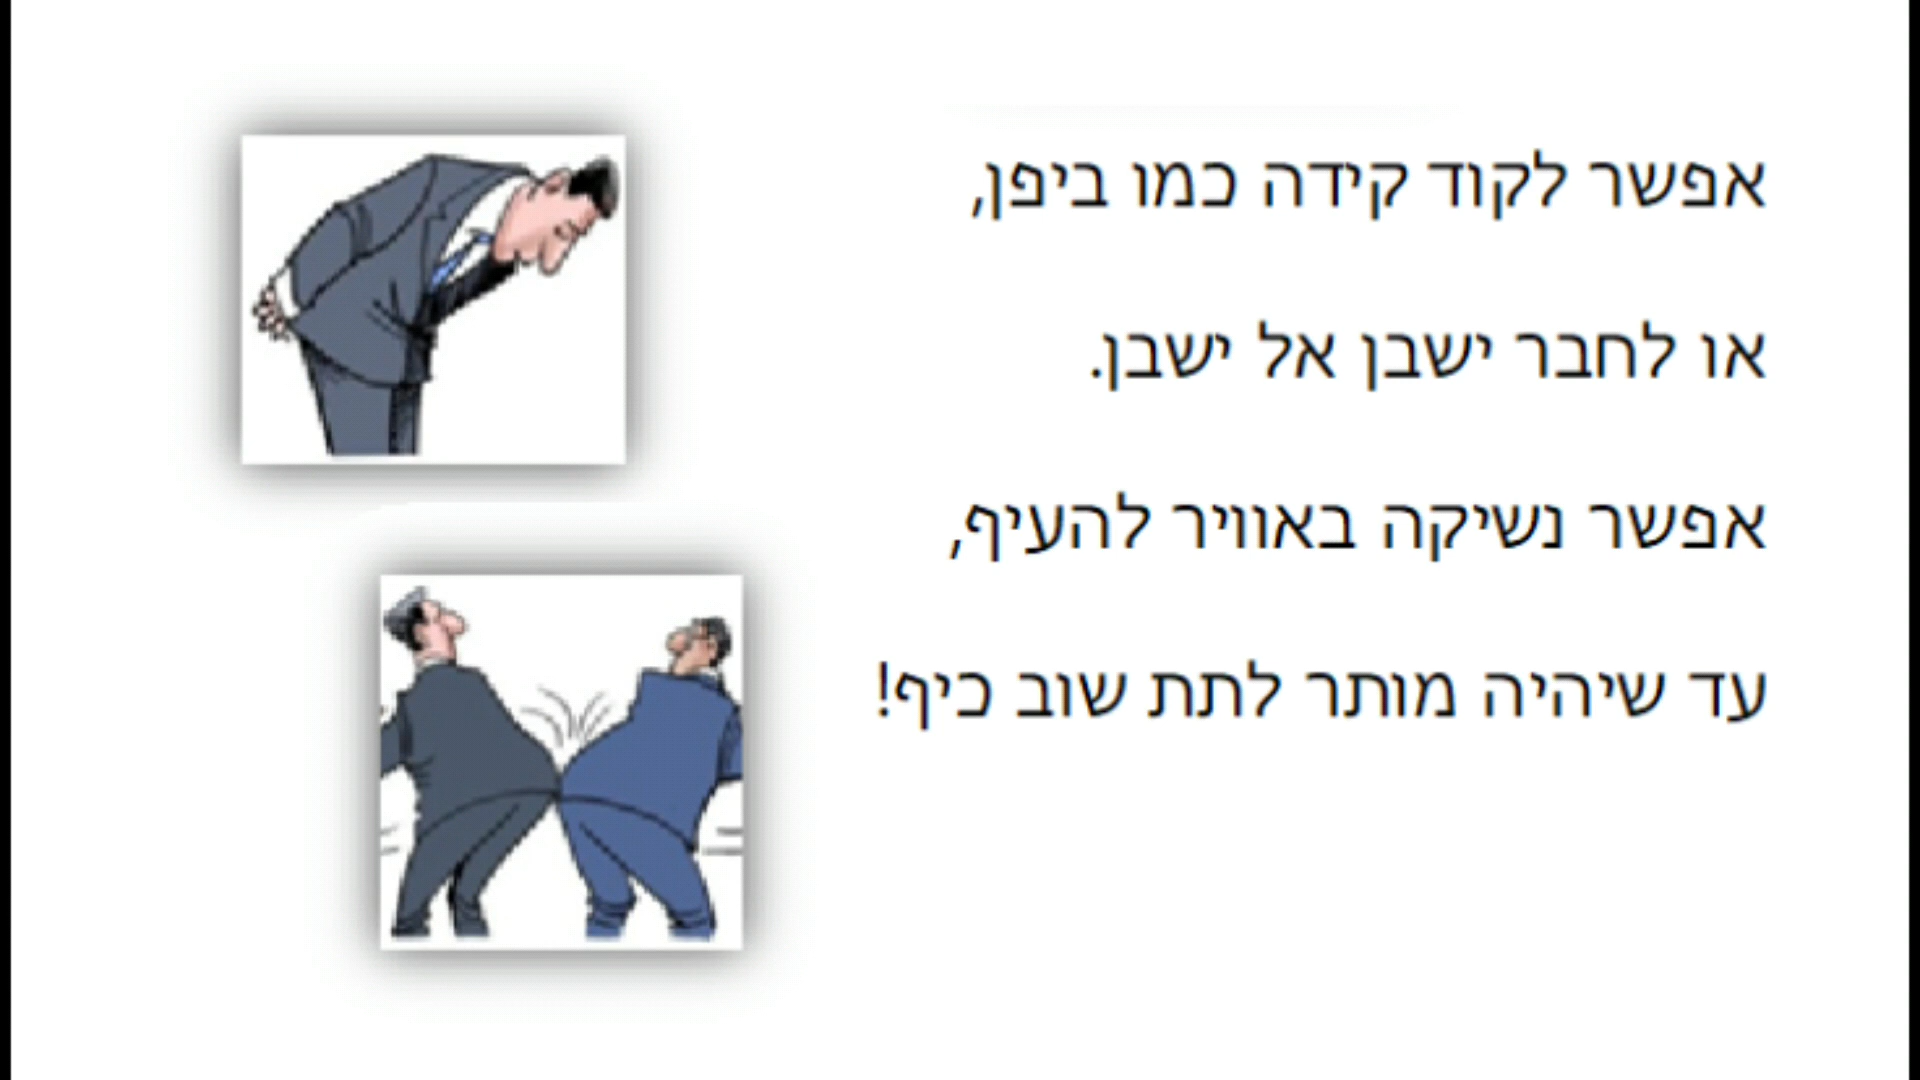 אפשר לקוד קידה כמו ביפן,
או לחבר ישבן אל ישבן.
אפשר נשיקה באוויר להעיף,
עד שיהיה מותר לתת שוב כיף!